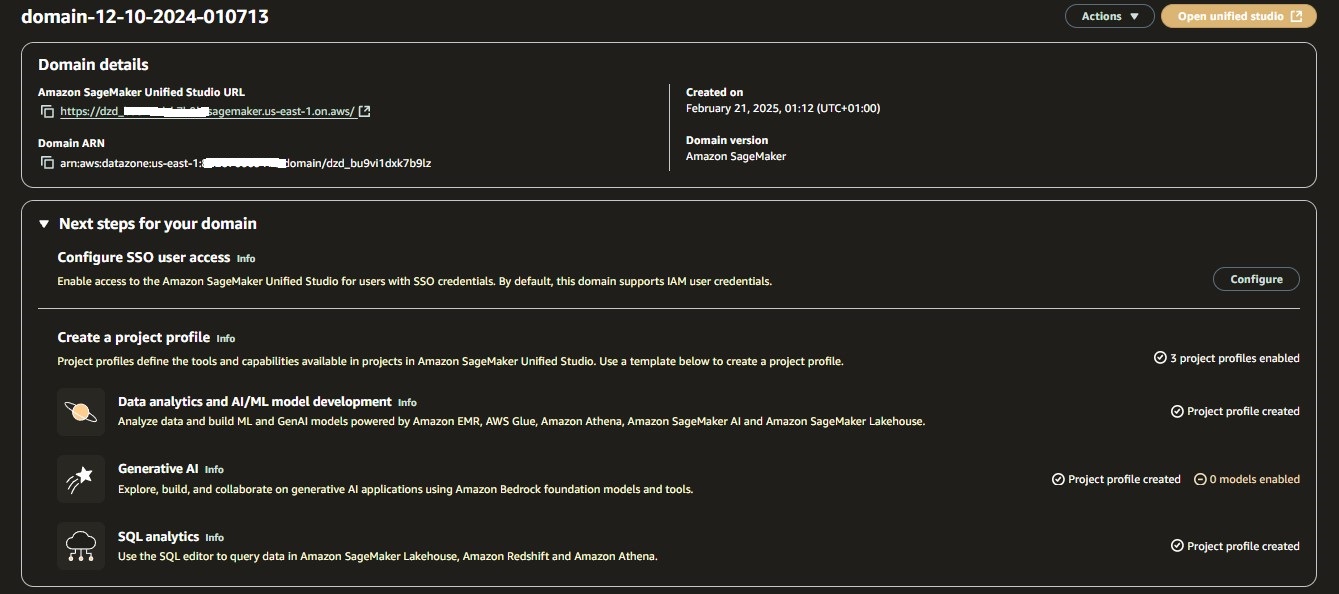 domain-12-10-2024-010713
Actions
Open unified studio
Domain details
Amazon SageMaker Unified Studio URL
https://dzd_ sagemaker.us-east-1.on.aws/
Domain ARN
arn:aws:datazone:us-east-1: domain/dzd_bu9vi1dxk7b9lz
Created on
February 21, 2025, 01:12 (UTC+01:00)
Domain version
Amazon SageMaker
Next steps for your domain
Configure SSO user access Info
Enable access to the Amazon SageMaker Unified Studio for users with SSO credentials. By default, this domain supports IAM user credentials.
Configure
Create a project profile Info
Project profiles define the tools and capabilities available in projects in Amazon SageMaker Unified Studio. Use a template below to create a project profile.
3 project profiles enabled
Data analytics and AI/ML model development Info
Analyze data and build ML and GenAI models powered by Amazon EMR, AWS Glue, Amazon Athena, Amazon SageMaker AI and Amazon SageMaker Lakehouse.
Project profile created
Generative AI Info
Explore, build, and collaborate on generative AI applications using Amazon Bedrock foundation models and tools.
Project profile created
0 models enabled
SQL analytics Info
Use the SQL editor to query data in Amazon SageMaker Lakehouse, Amazon Redshift and Amazon Athena.
Project profile created